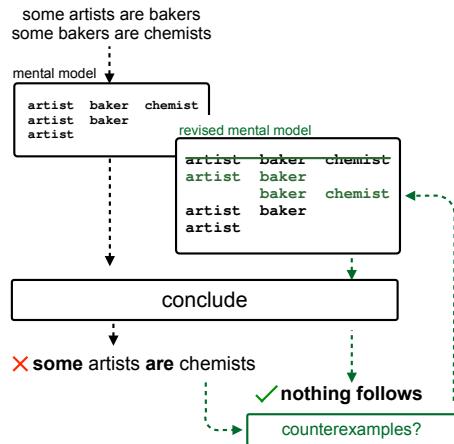 some artists are bakers
some bakers are chemists
mental model
artist baker chemist
artist baker
artist
revised mental model
artist baker chemist
artist baker
baker chemist
artist baker
artist
conclude
some artists are chemists
nothing follows
counterexamples?